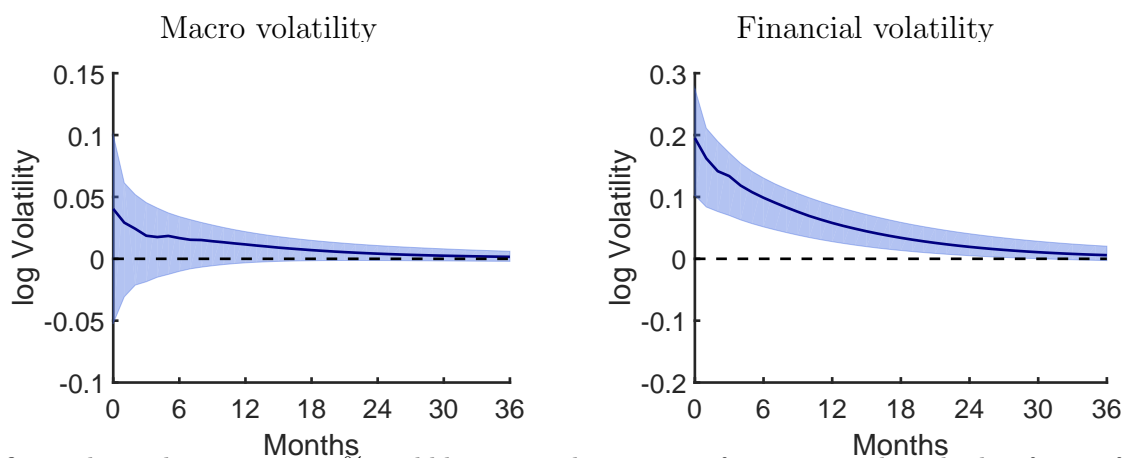 Macro volatility
0.15
0.1
0.05
0
-0.05
-0.1
log Volatility
0 6 12 18 24 30 36
Months
Financial volatility
0.3
0.2
0.1
0
-0.1
-0.2
log Volatility
0 6 12 18 24 30 36
Months